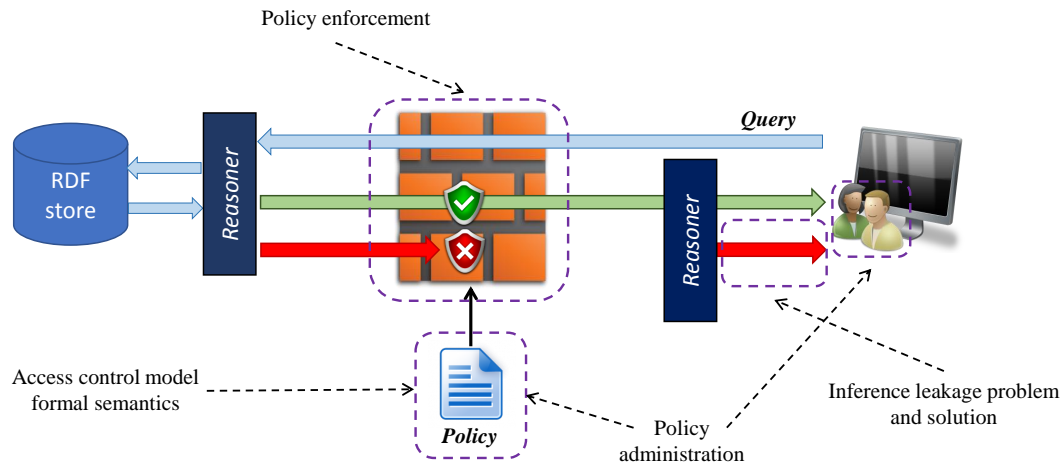 Policy enforcement
Query
RDF
store
Reasoner
Reasoner
Access control model
formal semantics
Policy
Policy
administration
Inference leakage problem
and solution